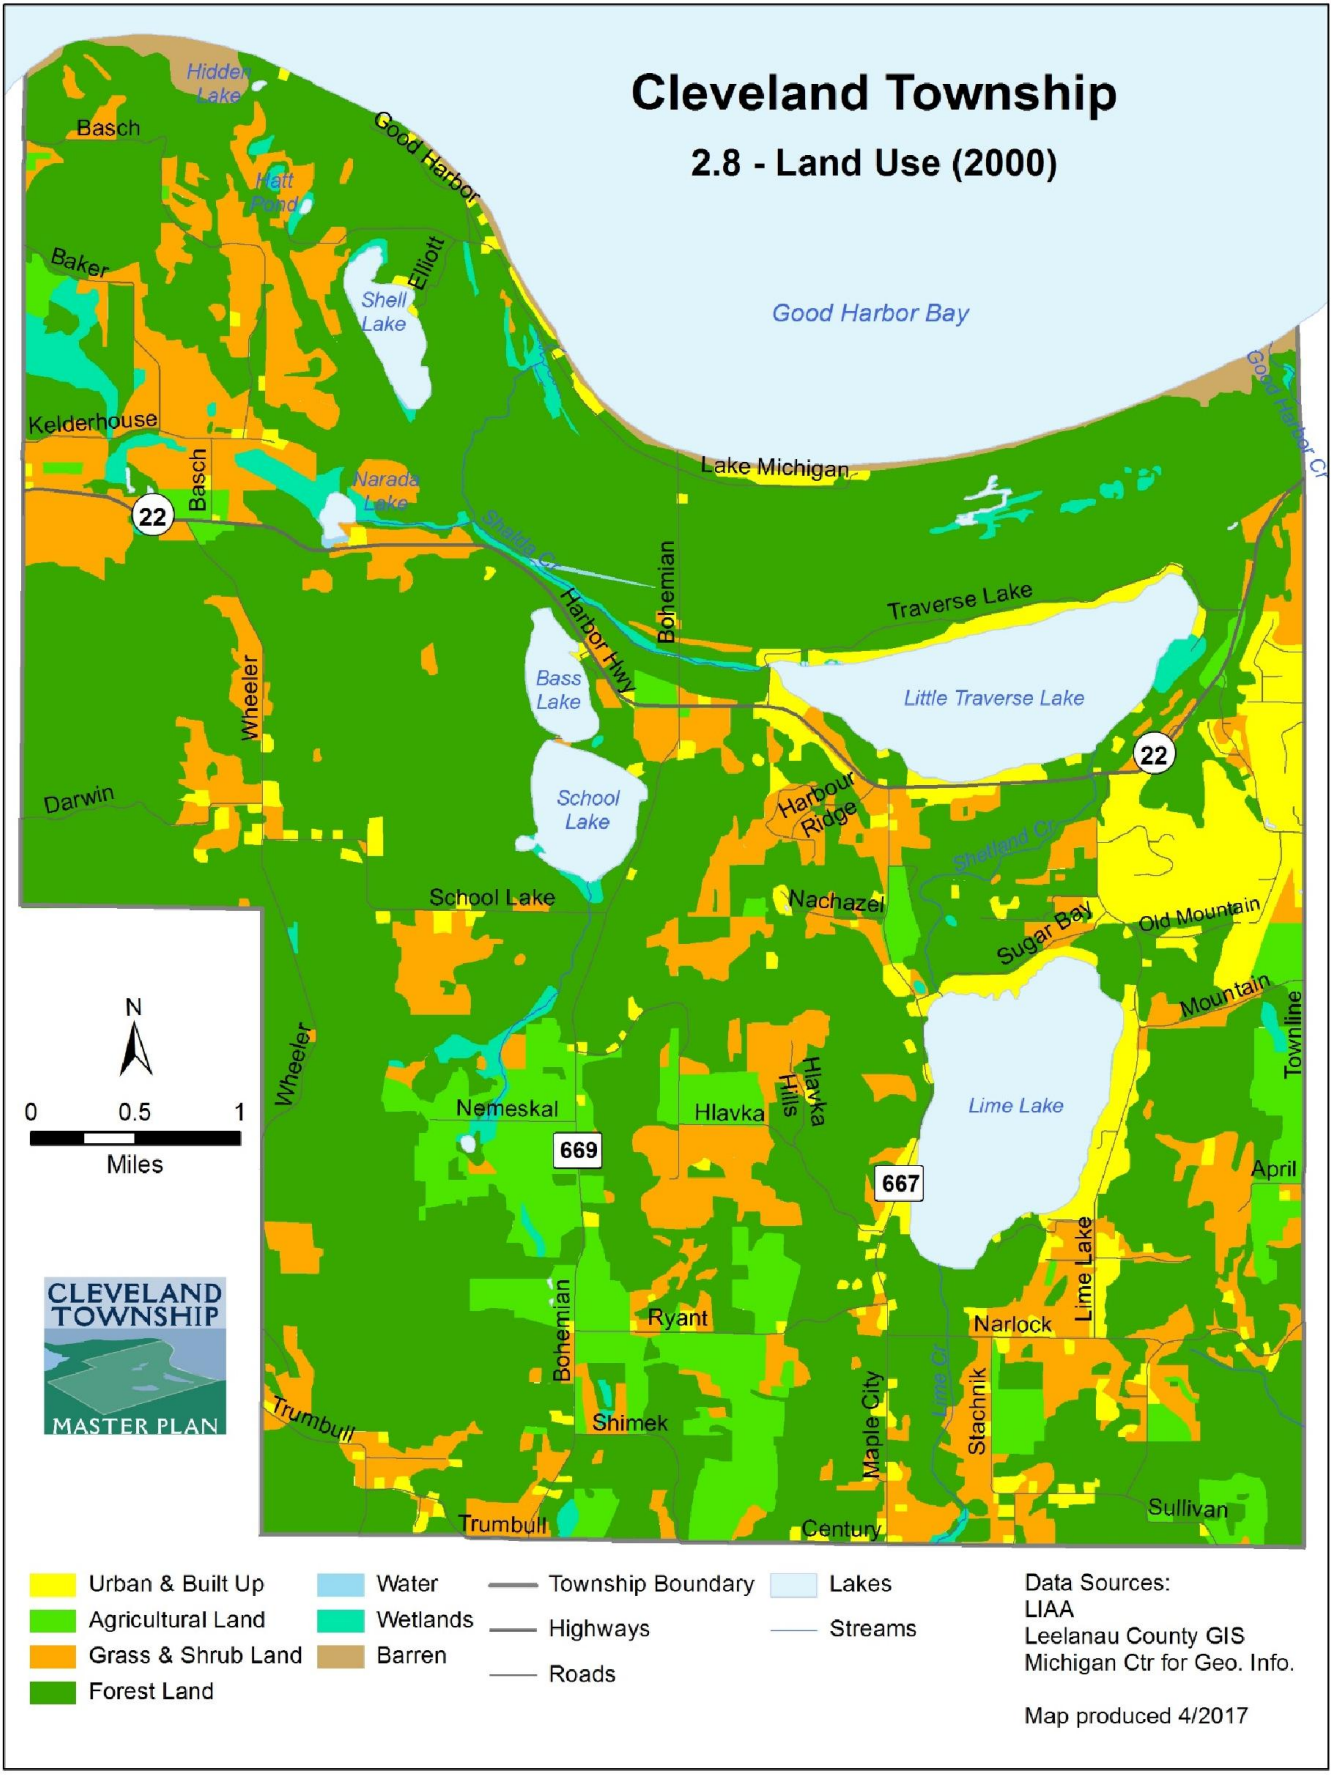 Cleveland Township
2.8 - Land Use (2000)
Hidden
Lake
Basch
Good Harbor
Hatt
Pond
Elliott
Baker
Shell
Lake
Good Harbor Bay
Good Harbor Cr
Kelderhouse
Basch
Narada
Lake
Lake Michigan
22
Shalda Cr
Bohemian
Harbor Hwy
Traverse Lake
Wheeler
Bass
Lake
Little Traverse Lake
22
Darwin
School
Lake
Harbour
Ridge
Shetland Cr
School Lake
Nachazel
Sugar Bay
Old Mountain
Mountain
Townline
N
0 0.5 1
Miles
Wheeler
Nemeskal
Hlavka
Hlavka
Hills
Lime Lake
669
667
April
CLEVELAND
TOWNSHIP
MASTER PLAN
Bohemian
Ryant
Lime Lake
Narlock
Lime Cr
Maple City
Stachnik
Trumbull
Shimek
Trumbull
Century
Sullivan
Urban & Built Up
Agricultural Land
Grass & Shrub Land
Forest Land
Water
Wetlands
Barren
Township Boundary
Highways
Roads
Lakes
Streams
Data Sources:
LIAA
Leelanau County GIS
Michigan Ctr for Geo. Info.
Map produced 4/2017